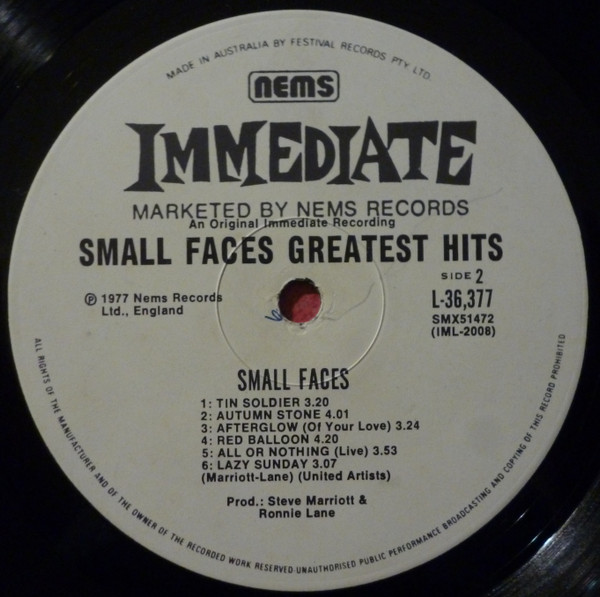 MADE IN AUSTRALIA BY FESTIVAL RECORDS PTY LTD.
nems
IMMEDIATE
MARKETED BY NEMS RECORDS
An Original Immediate Recording
SMALL FACES GREATEST HITS
SIDE 2
℗ 1977 Nems Records
Ltd., England
L-36,377
SMX51472
(IML-2008)
SMALL FACES
1: TIN SOLDIER 3.20
2: AUTUMN STONE 4.01
3: AFTERGLOW (Of Your Love) 3.24
4: RED BALLOON 4.20
5: ALL OR NOTHING (Live) 3.53
6: LAZY SUNDAY 3.07
(Marriott-Lane) (United Artists)
Prod.: Steve Marriott &
Ronnie Lane
ALL RIGHTS OF THE MANUFACTURER AND OF THE OWNER OF THE RECORDED WORK RESERVED·UNAUTHORISED PUBLIC PERFORMANCE BROADCASTING AND COPYING OF THIS RECORD PROHIBITED